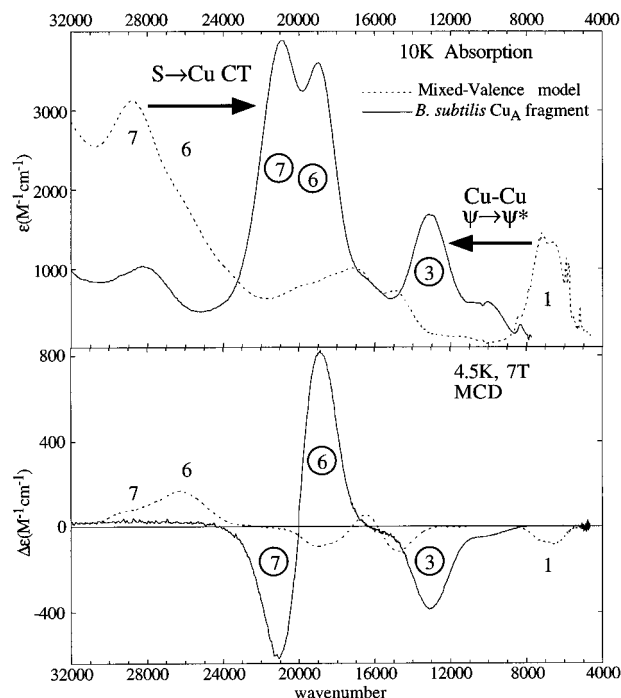 32000 28000 24000 20000 16000 12000 8000 4000
10K Absorption
S→Cu CT
Mixed-Valence model
B. subtilis CuA fragment
3000
7
6
7
6
Cu-Cu
ψ→ψ*
2000
ε(M-1cm-1)
3
1000
1
800
4.5K, 7T
MCD
6
400
7
6
Δε(M-1cm-1)
0
7
3
1
-400
32000 28000 24000 20000 16000 12000 8000 4000
wavenumber